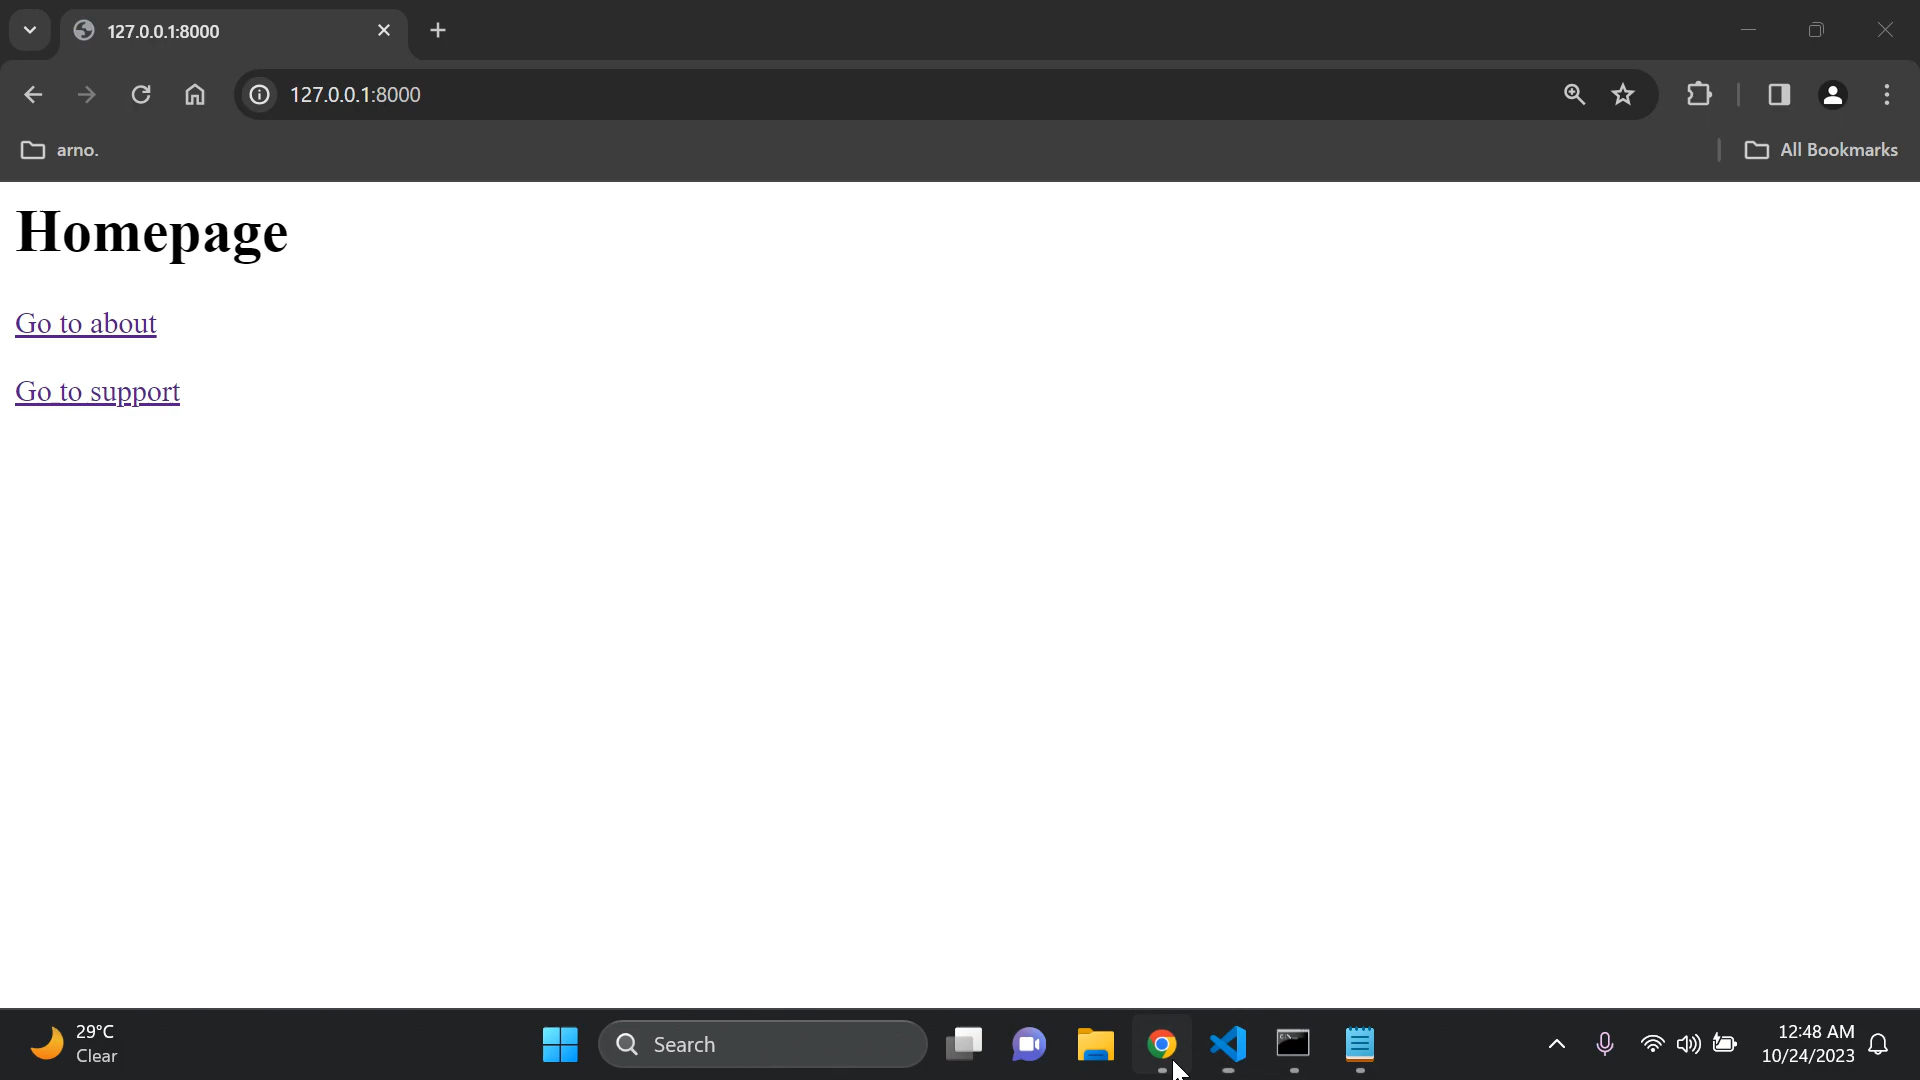 127.0.0.1:8000
127.0.0.1:8000
arno.
All Bookmarks
Homepage
Go to about
Go to support
29°C
Clear
Search
12:48 AM
10/24/2023